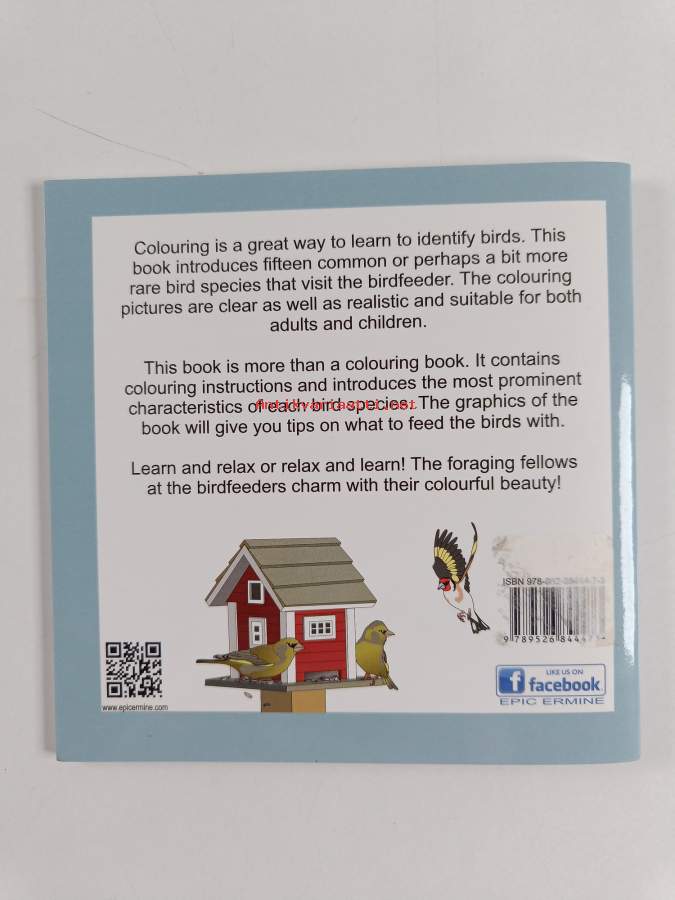 Colouring is a great way to learn to identify birds. This
book introduces fifteen common or perhaps a bit more
rare bird species that visit the birdfeeder. The colouring
pictures are clear as well as realistic and suitable for both
adults and children.
This book is more than a colouring book. It contains
colouring instructions and introduces the most prominent
characteristics of each bird species. The graphics of the
book will give you tips on what to feed the birds with.
Learn and relax or relax and learn! The foraging fellows
at the birdfeeders charm with their colourful beauty!
ISBN 978-
www.epicermine.com
LIKE US ON
facebook
EPIC ERMINE